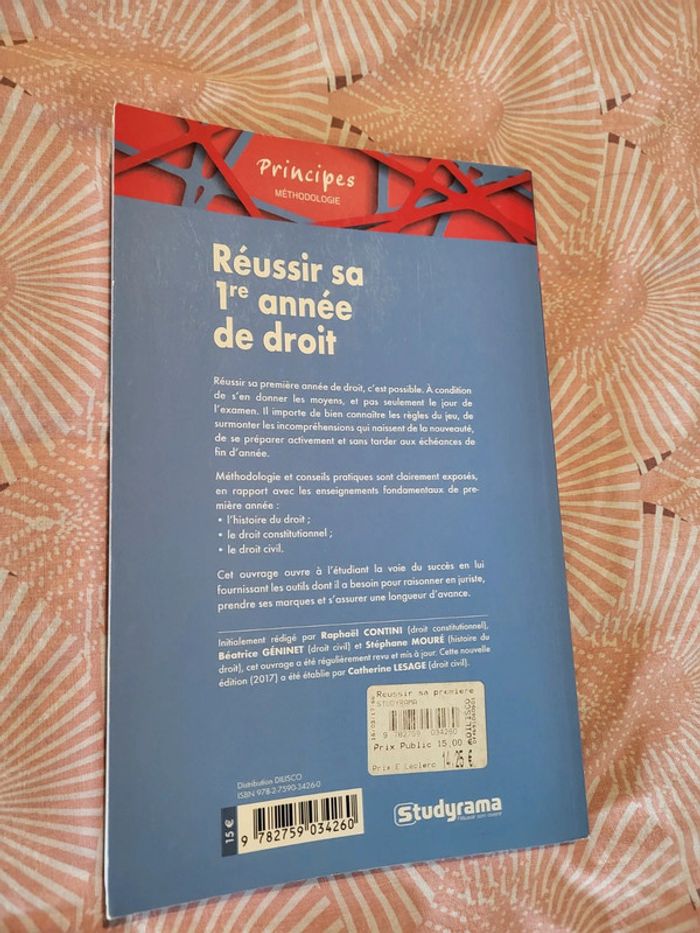 Principes
MÉTHODOLOGIE
Réussir sa
1re année
de droit
Réussir sa première année de droit, c'est possible. À condition
de s'en donner les moyens, et pas seulement le jour de
l'examen. Il importe de bien connaître les règles du jeu, de
surmonter les incompréhensions qui naissent de la nouveauté,
de se préparer activement et sans tarder aux échéances de
fin d'année.
Méthodologie et conseils pratiques sont clairement exposés,
en rapport avec les enseignements fondamentaux de pre-
mière année :
• l'histoire du droit ;
• le droit constitutionnel ;
• le droit civil.
Cet ouvrage ouvre à l'étudiant la voie du succès en lui
fournissant les outils dont il a besoin pour raisonner en juriste,
prendre ses marques et s'assurer une longueur d'avance.
Initialement rédigé par Raphaël CONTINI (droit constitutionnel),
Béatrice GÉNINET (droit civil) et Stéphane MOURÉ (histoire du
droit), cet ouvrage a été régulièrement revu et mis à jour. Cette nouvelle
édition (2017) a été établie par Catherine LESAGE (droit civil).
Reussir sa premiere
STUDYRAMA
9 782759 034260
DILISCO
Prix Public 15,00 €
Prix E Leclerc 14,25 €
Distribution DILISCO
ISBN 978-2-7590-3426-0
15 €
9 782759 034260
Studyrama